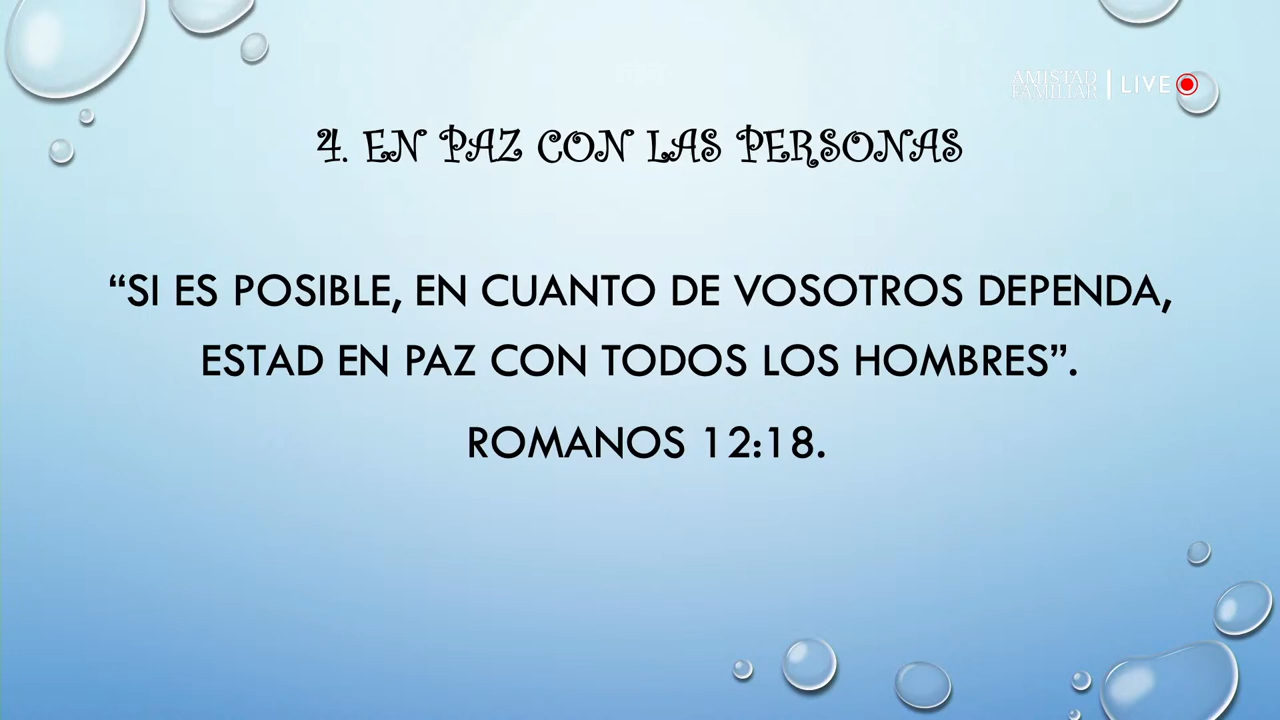 AMISTAD
FAMILIAR | LIVE
4. EN PAZ CON LAS PERSONAS
“SI ES POSIBLE, EN CUANTO DE VOSOTROS DEPENDA,
ESTAD EN PAZ CON TODOS LOS HOMBRES”.
ROMANOS 12:18.